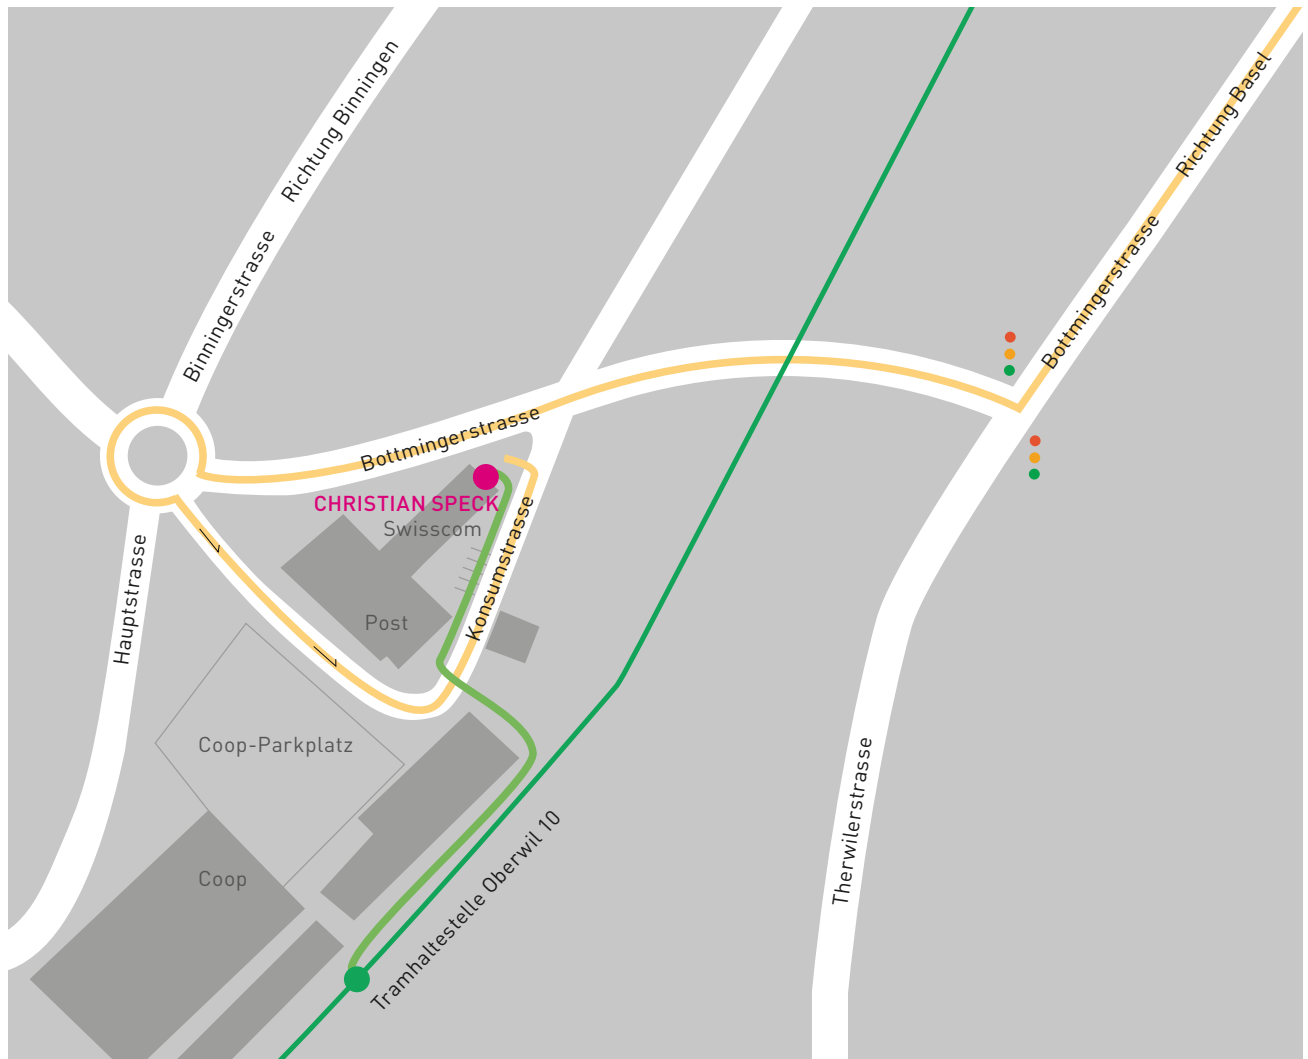 Richtung Binningen
Binningerstrasse
Richtung Basel
Bottmingerstrasse
Bottmingerstrasse
CHRISTIAN SPECK
Swisscom
Konsumstrasse
Hauptstrasse
Post
Coop-Parkplatz
Coop
Tramhaltestelle Oberwil 10
Therwilerstrasse